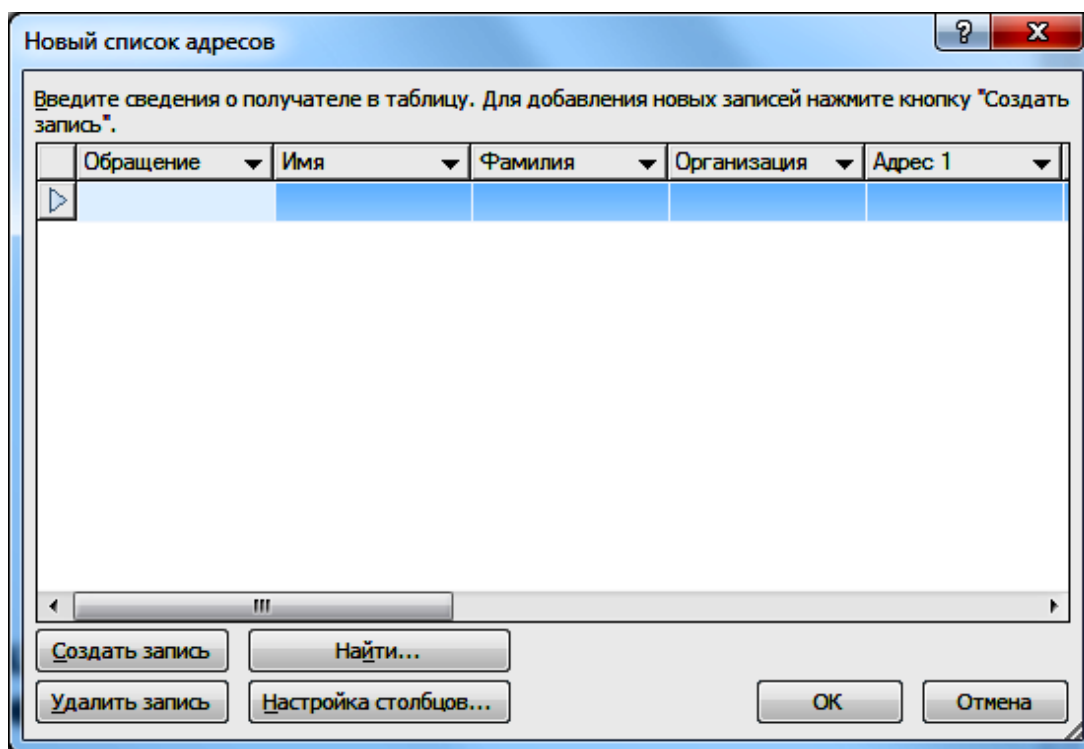 Новый список адресов
Введите сведения о получателе в таблицу. Для добавления новых записей нажмите кнопку "Создать
запись".
Обращение Имя Фамилия Организация Адрес 1
Создать запись Найти...
Удалить запись Настройка столбцов... ОК Отмена